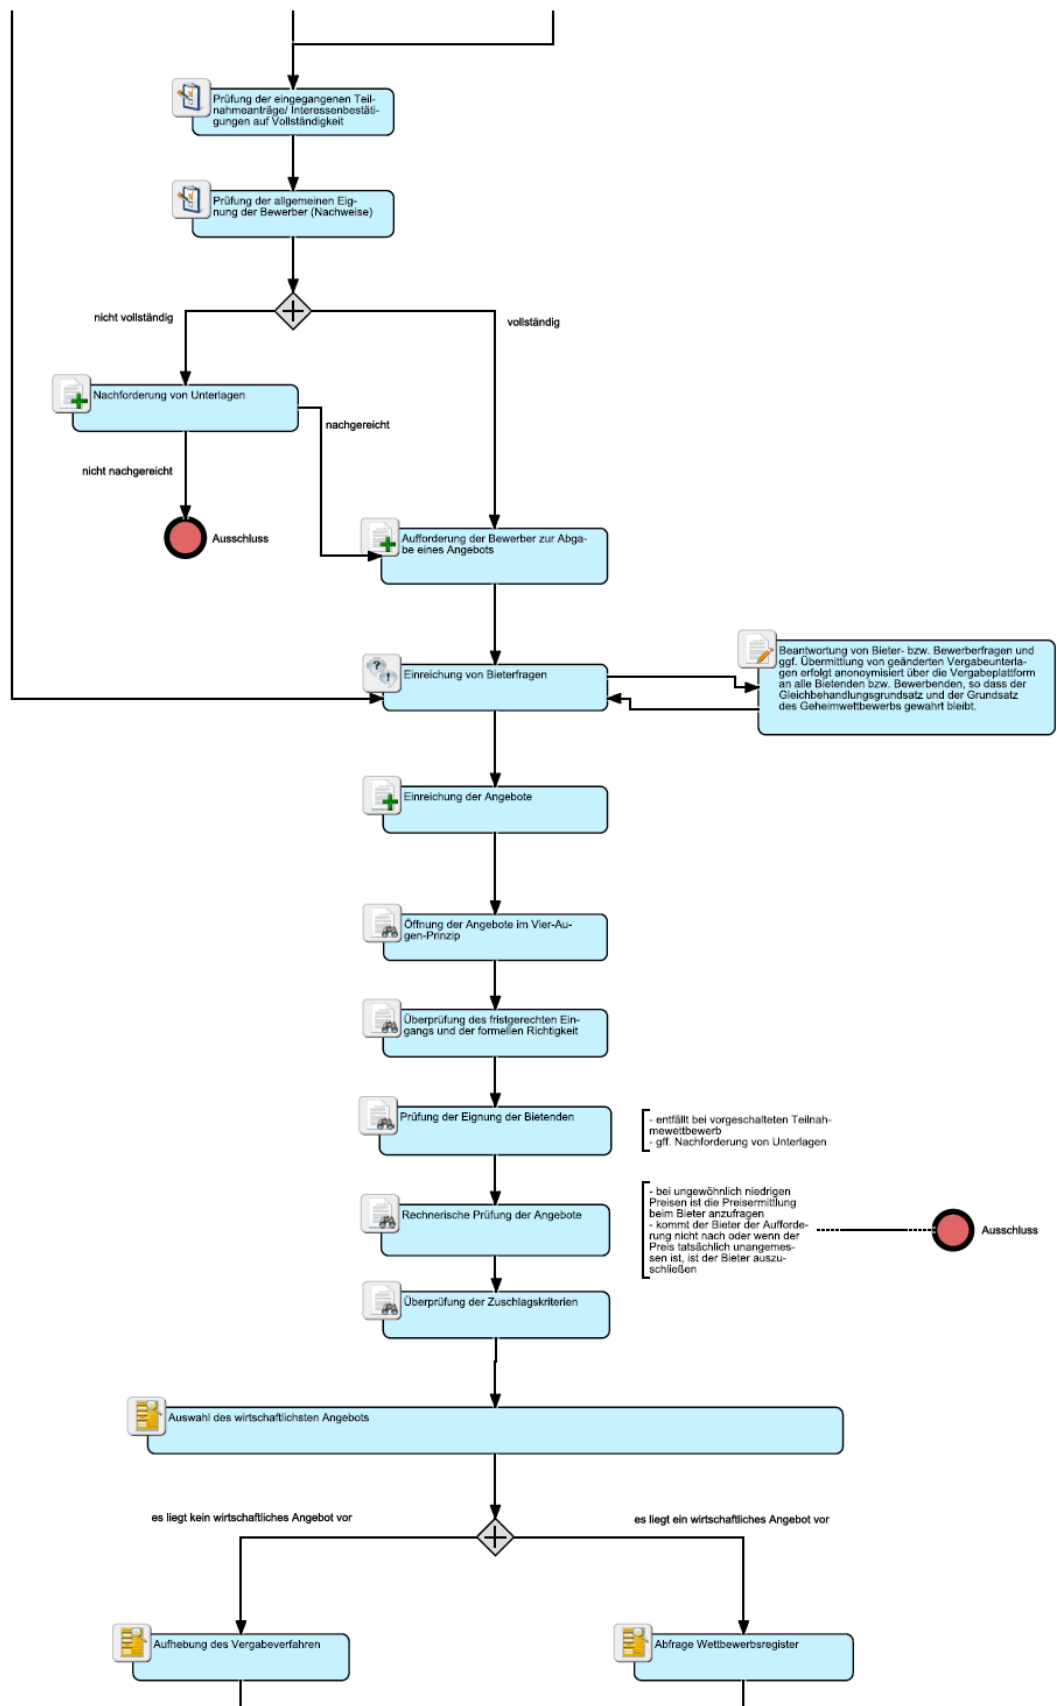 Prüfung der eingegangenen Teil-
nahmeanträge/ Interessenbestäti-
gungen auf Vollständigkeit
Prüfung der allgemeinen Eig-
nung der Bewerber (Nachweise)
nicht vollständig
vollständig
Nachforderung von Unterlagen
nachgereicht
nicht nachgereicht
Ausschluss
Aufforderung der Bewerber zur Abga-
be eines Angebots
Einreichung von Bieterfragen
Beantwortung von Bieter- bzw. Bewerberfragen und
ggf. Übermittlung von geänderten Vergabeunterla-
gen erfolgt anonoymisiert über die Vergabeplattform
an alle Bietenden bzw. Bewerbenden, so dass der
Gleichbehandlungsgrundsatz und der Grundsatz
des Geheimwettbewerbs gewahrt bleibt.
Einreichung der Angebote
Öffnung der Angebote im Vier-Au-
gen-Prinzip
Überprüfung des fristgerechten Ein-
gangs und der formellen Richtigkeit
Prüfung der Eignung der Bietenden
- entfällt bei vorgeschalteten Teilnah-
mewettbewerb
- gff. Nachforderung von Unterlagen
Rechnerische Prüfung der Angebote
- bei ungewöhnlich niedrigen
Preisen ist die Preisermittlung
beim Bieter anzufragen
- kommt der Bieter der Aufforde-
rung nicht nach oder wenn der
Preis tatsächlich unangemes-
sen ist, ist der Bieter auszu-
schließen
Ausschluss
Überprüfung der Zuschlagskriterien
Auswahl des wirtschaftlichsten Angebots
es liegt kein wirtschaftliches Angebot vor
es liegt ein wirtschaftliches Angebot vor
Aufhebung des Vergabeverfahren
Abfrage Wettbewerbsregister